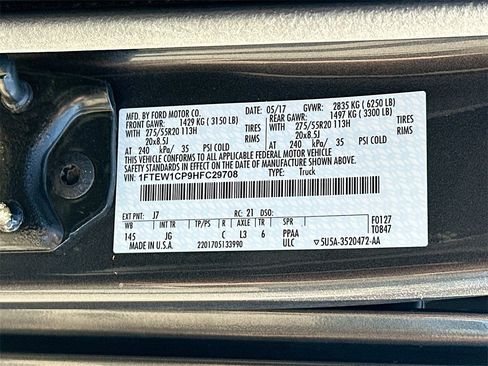 MFD. BY FORD MOTOR CO.
DATE: 05/17 GVWR: 2835 KG ( 6250 LB)
FRONT GAWR: 1429 KG ( 3150 LB) REAR GAWR: 1497 KG ( 3300 LB)
WITH 275/55R20 113H TIRES WITH 275/55R20 113H TIRES
20x8.5J RIMS 20x8.5J RIMS
AT 240 kPa/ 35 PSI COLD AT 240 kPa/ 35 PSI COLD
THIS VEHICLE CONFORMS TO ALL APPLICABLE FEDERAL MOTOR VEHICLE
SAFETY STANDARDS IN EFFECT ON THE DATE OF MANUFACTURE SHOWN ABOVE.
VIN: 1FTEW1CP9HFC29708
TYPE: Truck
EXT PNT: J7 RC: 21 DSO: F0127
WB INT TR TP/PS R AXLE TR SPR T0847
145 JG C L3 6 PPAA
MADE IN U.S.A. 2201705133990 ULC 5U5A-3520472-AA